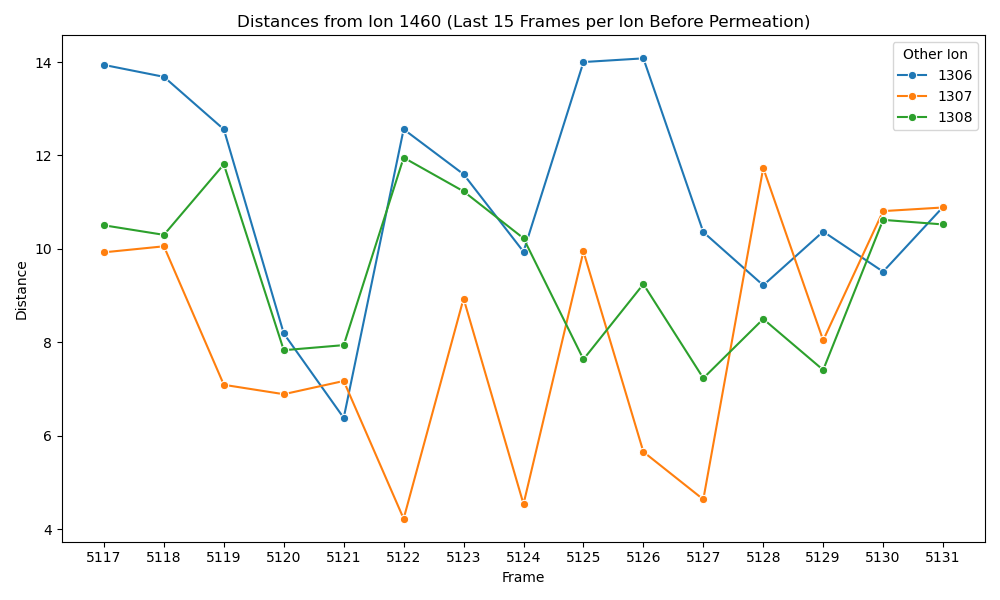 Distances from Ion 1460 (Last 15 Frames per Ion Before Permeation)
Other Ion
1306
1307
1308
Distance
14
12
10
8
6
4
5117 5118 5119 5120 5121 5122 5123 5124 5125 5126 5127 5128 5129 5130 5131
Frame